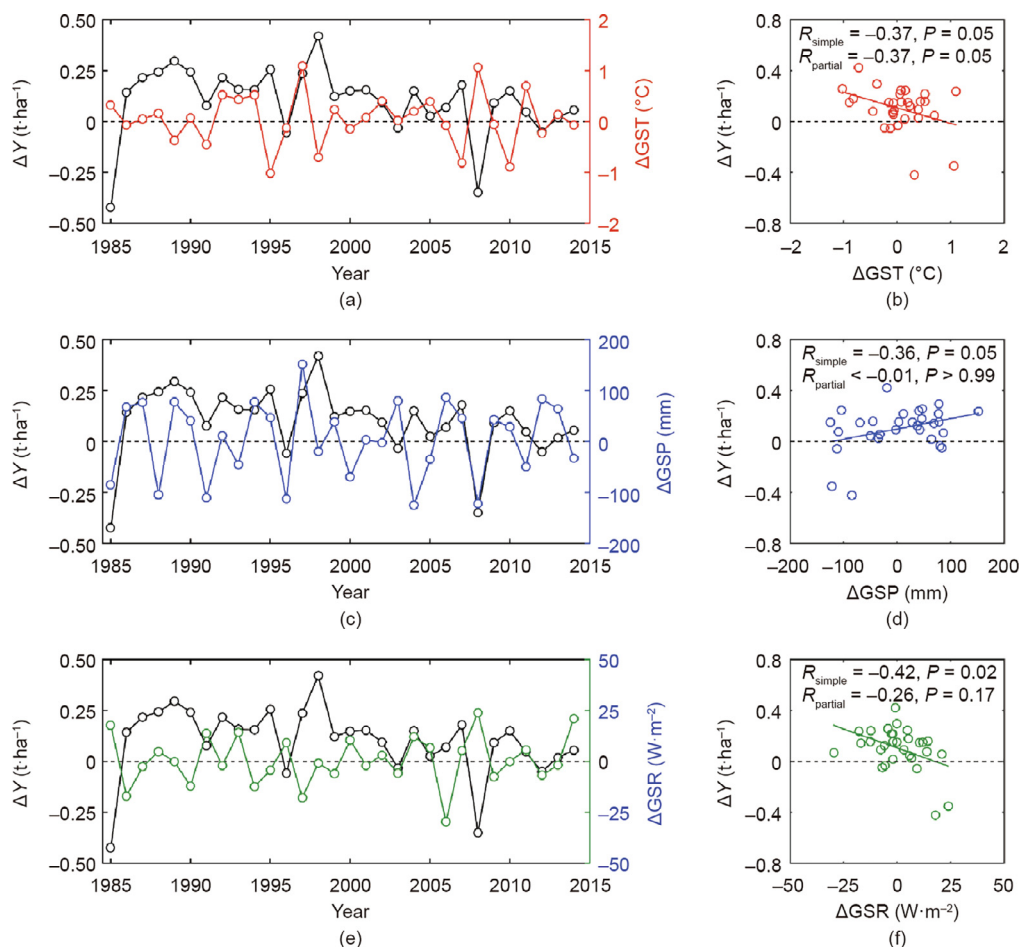 0.50
0.25
0
–0.25
–0.50
ΔY (t·ha⁻¹)
2
1
0
–1
–2
ΔGST (°C)
1985 1990 1995 2000 2005 2010 2015
Year
(a)
0.8
0.4
0
–0.4
–0.8
ΔY (t·ha⁻¹)
Rsimple = –0.37, P = 0.05
Rpartial = –0.37, P = 0.05
–2 –1 0 1 2
ΔGST (°C)
(b)
0.50
0.25
0
–0.25
–0.50
ΔY (t·ha⁻¹)
200
100
0
–100
–200
ΔGSP (mm)
1985 1990 1995 2000 2005 2010 2015
Year
(c)
0.8
0.4
0
–0.4
–0.8
ΔY (t·ha⁻¹)
Rsimple = –0.36, P = 0.05
Rpartial < –0.01, P > 0.99
–200 –100 0 100 200
ΔGSP (mm)
(d)
0.50
0.25
0
–0.25
–0.50
ΔY (t·ha⁻¹)
50
25
0
–25
–50
ΔGSR (W·m⁻²)
1985 1990 1995 2000 2005 2010 2015
Year
(e)
0.8
0.4
0
–0.4
–0.8
ΔY (t·ha⁻¹)
Rsimple = –0.42, P = 0.02
Rpartial = –0.26, P = 0.17
–50 –25 0 25 50
ΔGSR (W·m⁻²)
(f)